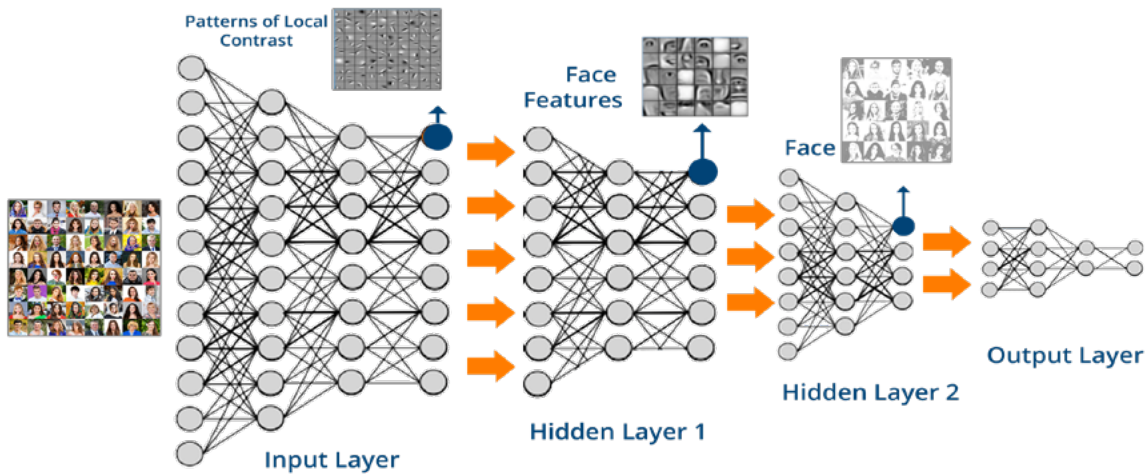 Patterns of Local
Contrast
Face
Features
Face
Input Layer
Hidden Layer 1
Hidden Layer 2
Output Layer